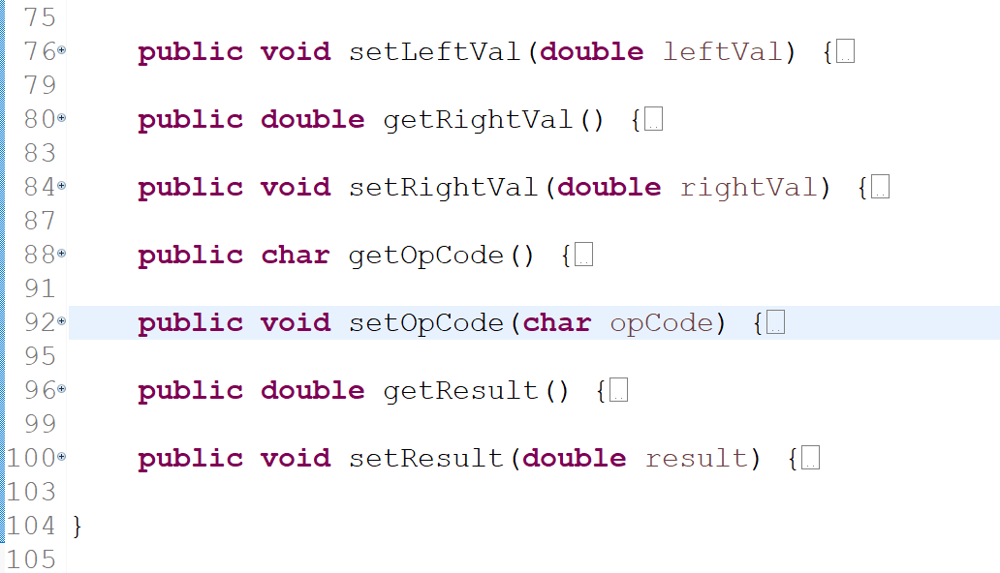 75
76 public void setLeftVal(double leftVal) {
79
80 public double getRightVal() {
83
84 public void setRightVal(double rightVal) {
87
88 public char getOpCode() {
91
92 public void setOpCode(char opCode) {
95
96 public double getResult() {
99
100 public void setResult(double result) {
103
104 }
105